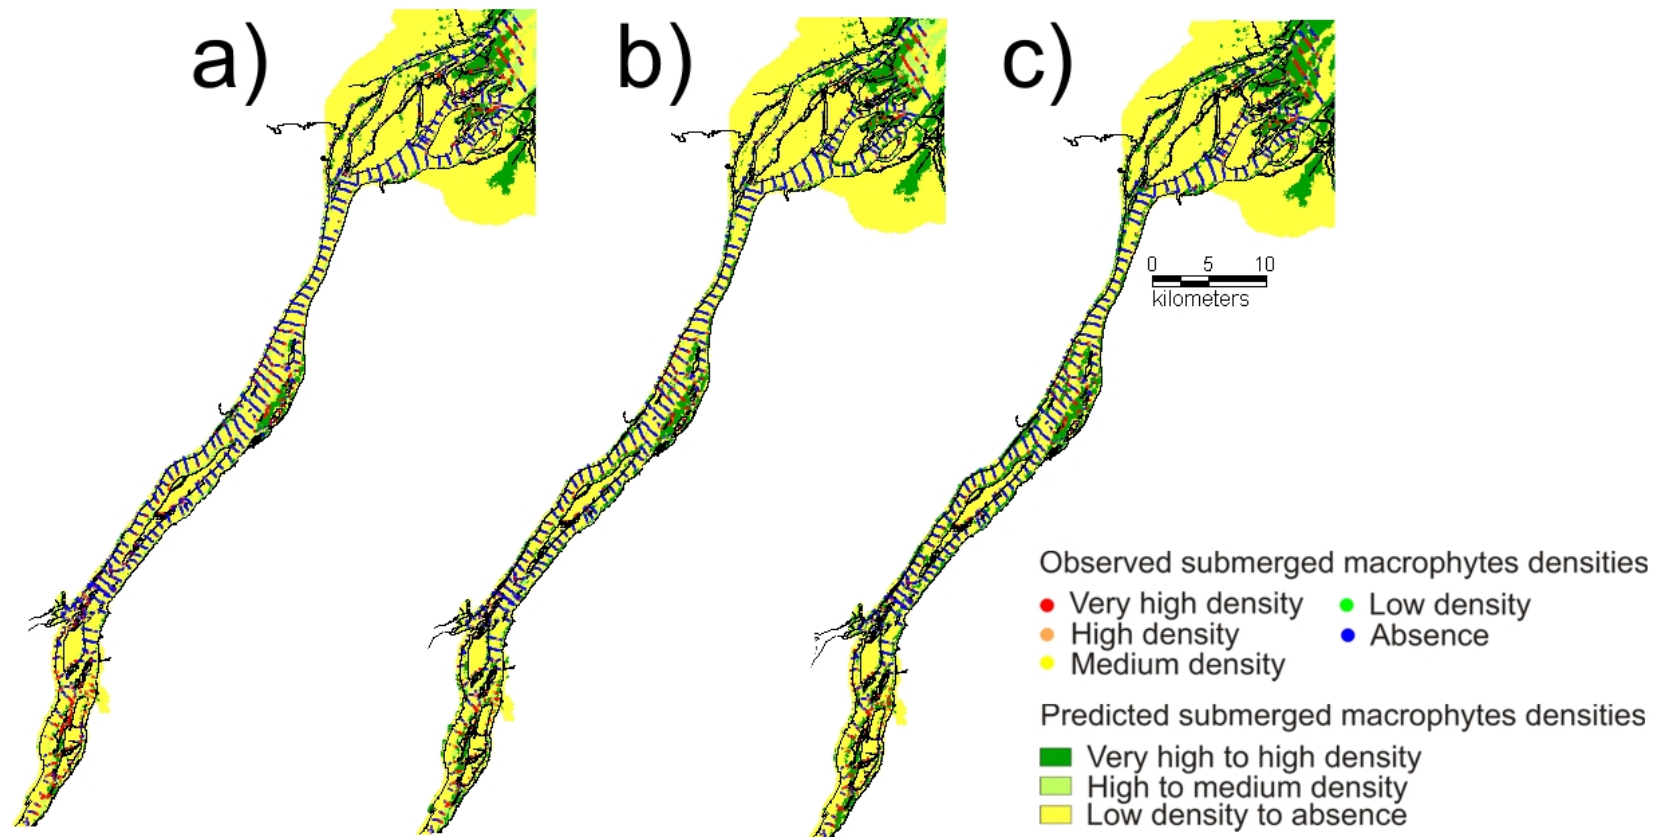 a) b) c)
0 5 10
kilometers
Observed submerged macrophytes densities
Very high density Low density
High density Absence
Medium density
Predicted submerged macrophytes densities
Very high to high density
High to medium density
Low density to absence